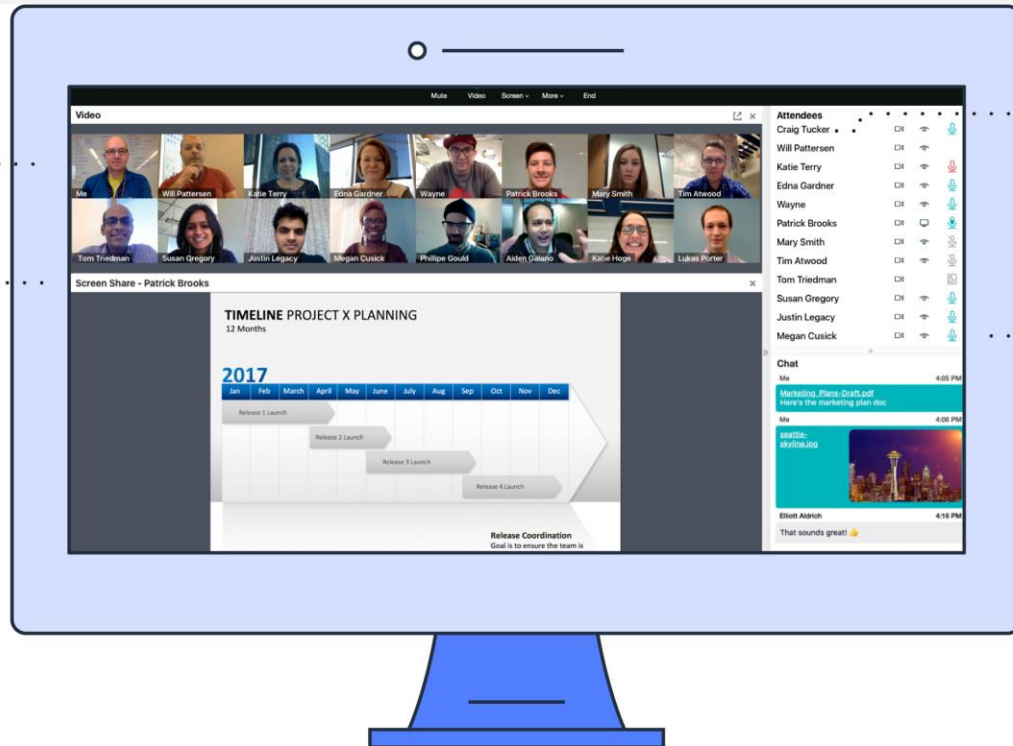 Mute Video Screen More End
Video
Me
Will Pattersen
Katie Terry
Edna Gardner
Wayne
Patrick Brooks
Mary Smith
Tim Atwood
Tom Triedman
Susan Gregory
Justin Legacy
Megan Cusick
Phillipe Gould
Aiden Galano
Katie Hoge
Lukas Porter
Screen Share - Patrick Brooks
TIMELINE PROJECT X PLANNING
12 Months
2017
Jan Feb March April May June July Aug Sep Oct Nov Dec
Release 1 Launch
Release 2 Launch
Release 3 Launch
Release 4 Launch
Release Coordination
Goal is to ensure the team is
Attendees
Craig Tucker
Will Pattersen
Katie Terry
Edna Gardner
Wayne
Patrick Brooks
Mary Smith
Tim Atwood
Tom Triedman
Susan Gregory
Justin Legacy
Megan Cusick
Chat
Me 4:05 PM
Marketing_Plans-Draft.pdf
Here's the marketing plan doc
Me 4:06 PM
seattle-
skyline.jpg
Elliott Aldrich 4:16 PM
That sounds great! 👍